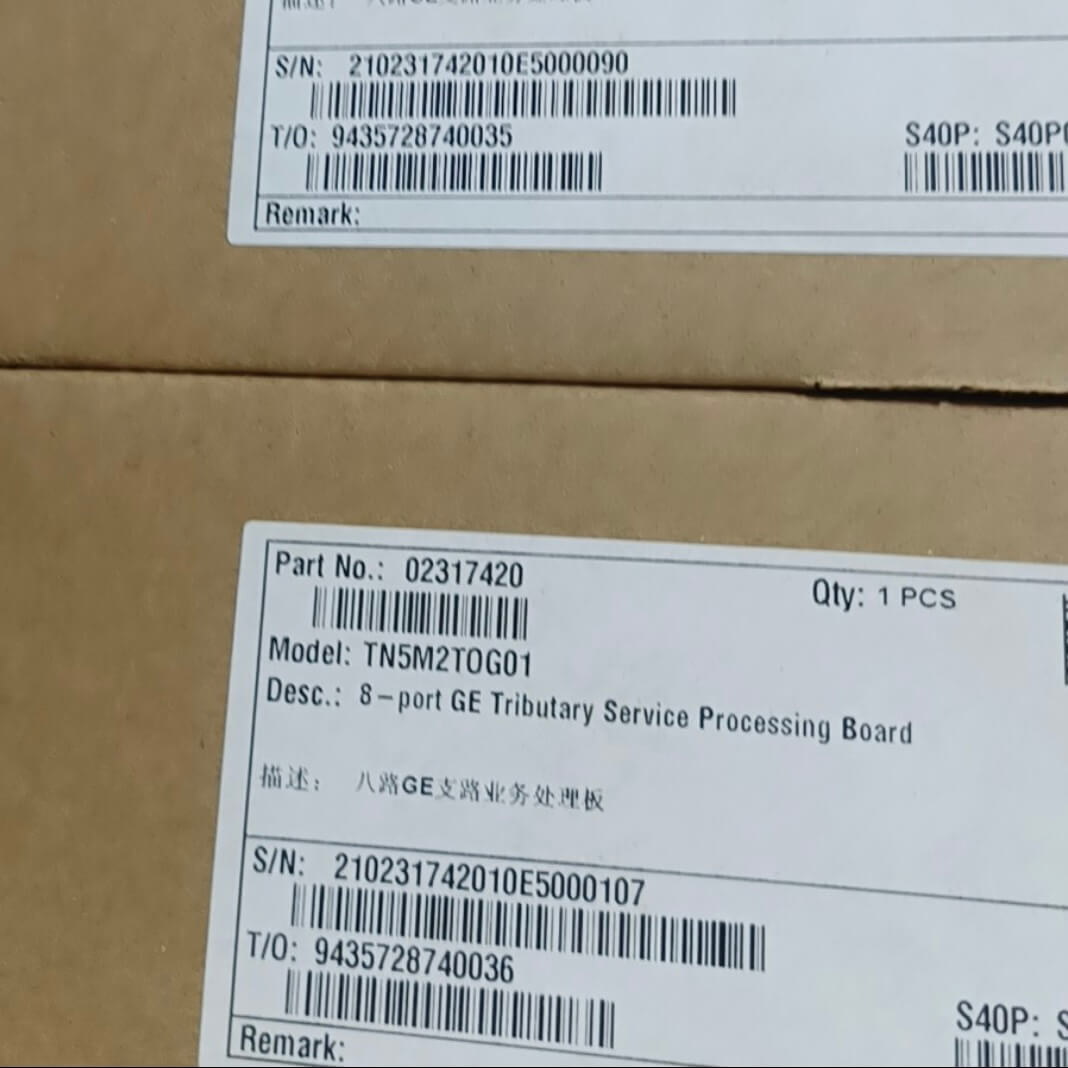 S/N: 210231742010E5000090
T/O: 9435728740035
S40P: S40P
Remark:
Part No.: 02317420
Qty: 1 PCS
Model: TN5M2TOG01
Desc.: 8-port GE Tributary Service Processing Board
描述: 八路GE支路业务处理板
S/N: 210231742010E5000107
T/O: 9435728740036
S40P:
Remark: